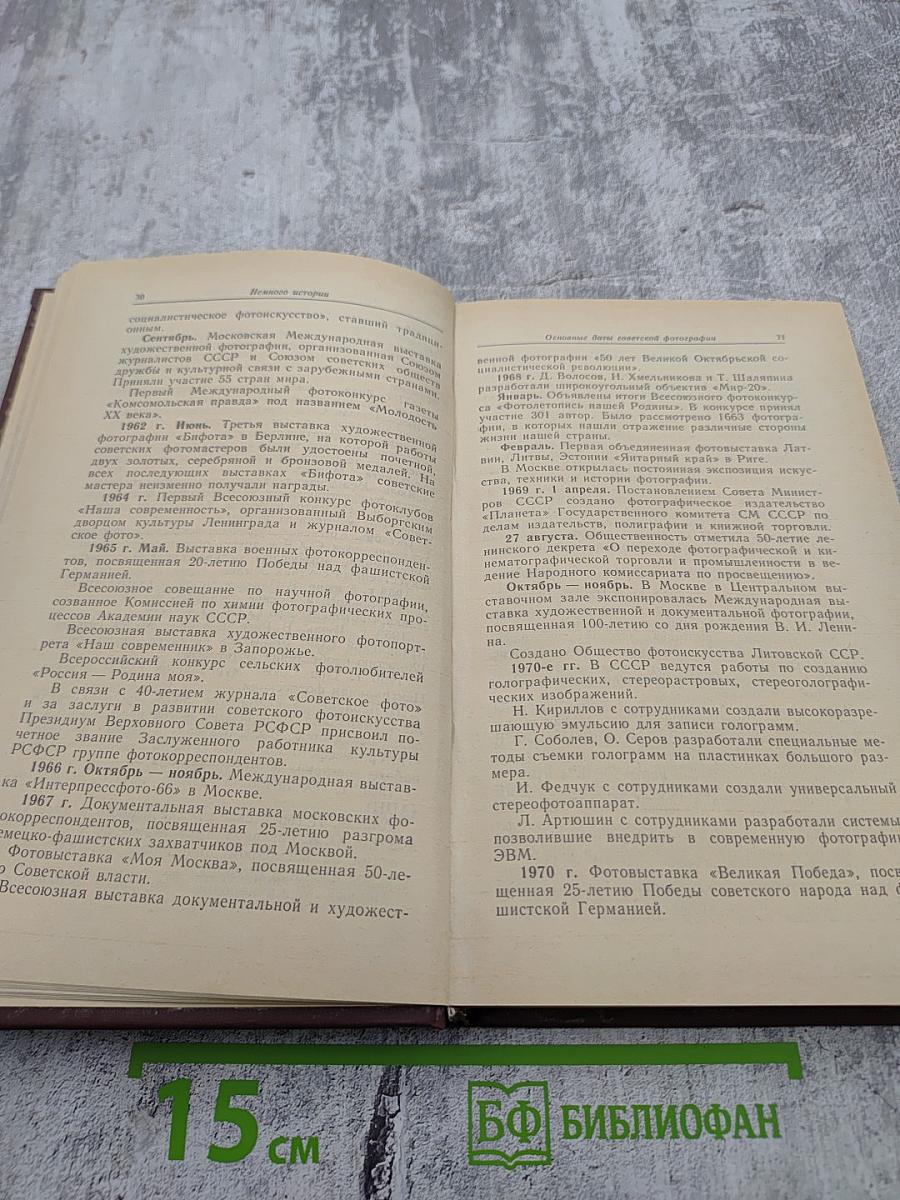 30
Немного истории
социалистическое фотоискусство», ставший традици-
онным.
Сентябрь. Московская Международная выставка
художественной фотографии, организованная Союзом
журналистов СССР и Союзом советских обществ
дружбы и культурной связи с зарубежными странами.
Приняли участие 55 стран мира.
Первый Международный фотоконкурс газеты
«Комсомольская правда» под названием «Молодость
XX века».
1962 г. Июнь. Третья выставка художественной
фотографии «Бифота» в Берлине, на которой работы
советских фотомастеров были удостоены почетной,
двух золотых, серебряной и бронзовой медалей. На
всех последующих выставках «Бифота» советские
мастера неизменно получали награды.
1964 г. Первый Всесоюзный конкурс фотоклубов
«Наша современность», организованный Выборгским
дворцом культуры Ленинграда и журналом «Совет-
ское фото».
1965 г. Май. Выставка военных фотокорреспонден-
тов, посвященная 20-летию Победы над фашистской
Германией.
Всесоюзное совещание по научной фотографии,
созванное Комиссией по химии фотографических про-
цессов Академии наук СССР.
Всесоюзная выставка художественного фотопорт-
рета «Наш современник» в Запорожье.
Всероссийский конкурс сельских фотолюбителей
«Россия — Родина моя».
В связи с 40-летием журнала «Советское фото»
и за заслуги в развитии советского фотоискусства
Президиум Верховного Совета РСФСР присвоил по-
четное звание Заслуженного работника культуры
РСФСР группе фотокорреспондентов.
1966 г. Октябрь — ноябрь. Международная выстав-
ка «Интерпрессфото-66» в Москве.
1967 г. Документальная выставка московских фо-
окорреспондентов, посвященная 25-летию разгрома
емецко-фашистских захватчиков под Москвой.
Фотовыставка «Моя Москва», посвященная 50-ле-
ю Советской власти.
Всесоюзная выставка документальной и художест-
Основные даты советской фотографии
31
венной фотографии «50 лет Великой Октябрьской со-
циалистической революции».
1968 г. Д. Волосов, Н. Хмельникова и Т. Шаляпина
разработали широкоугольный объектив «Мир-20».
Январь. Объявлены итоги Всесоюзного фотоконкур-
са «Фотолетопись нашей Родины». В конкурсе принял
участие 301 автор. Было рассмотрено 1663 фотогра-
фии, в которых нашли отражение различные стороны
жизни нашей страны.
Февраль. Первая объединенная фотовыставка Лат-
вии, Литвы, Эстонии «Янтарный край» в Риге.
В Москве открылась постоянная экспозиция искус-
ства, техники и истории фотографии.
1969 г. 1 апреля. Постановлением Совета Минист-
ров СССР создано фотографическое издательство
«Планета» Государственного комитета СМ СССР по
делам издательств, полиграфии и книжной торговли.
27 августа. Общественность отметила 50-летие ле-
нинского декрета «О переходе фотографической и ки-
нематографической торговли и промышленности в ве-
дение Народного комиссариата по просвещению».
Октябрь — ноябрь. В Москве в Центральном вы-
ставочном зале экспонировалась Международная вы-
ставка художественной и документальной фотографии,
посвященная 100-летию со дня рождения В. И. Лени-
на.
Создано Общество фотоискусства Литовской ССР.
1970-е гг. В СССР ведутся работы по созданию
голографических, стереорастровых, стереоголографи-
ческих изображений.
Н. Кириллов с сотрудниками создали высокоразре-
шающую эмульсию для записи голограмм.
Г. Соболев, О. Серов разработали специальные ме-
тоды съемки голограмм на пластинках большого раз-
мера.
И. Федчук с сотрудниками создали универсальный
стереофотоаппарат.
Л. Артюшин с сотрудниками разработали системы
позволившие внедрить в современную фотографи
ЭВМ.
1970 г. Фотовыставка «Великая Победа», посв
щенная 25-летию Победы советского народа над ф
шистской Германией.
15 см
БФ БИБЛИОФАН